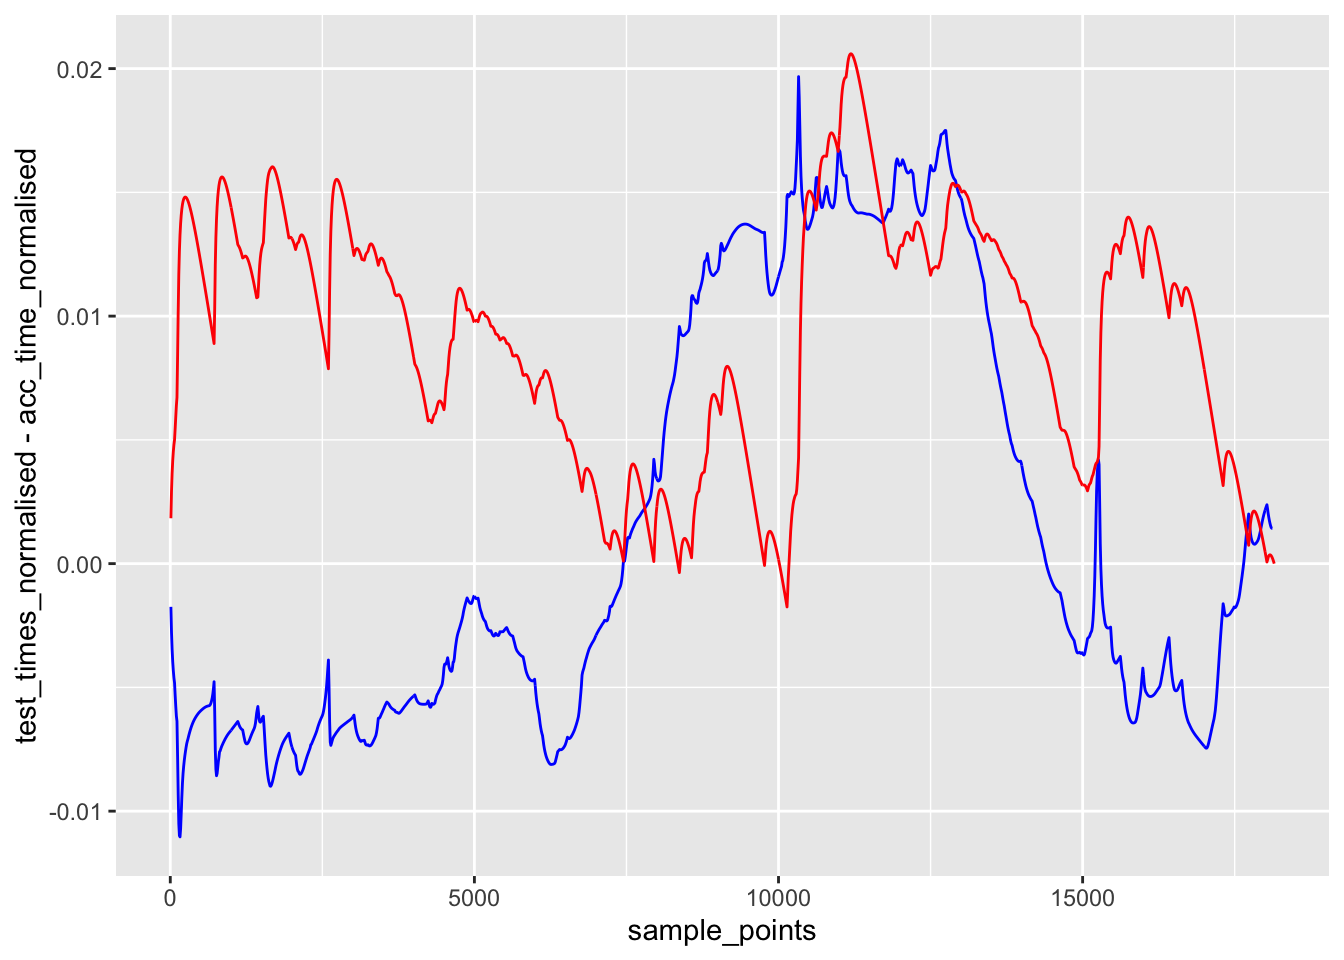 test_times_normalised - acc_time_normalised
0.02
0.01
0.00
-0.01
0 5000 10000 15000
sample_points